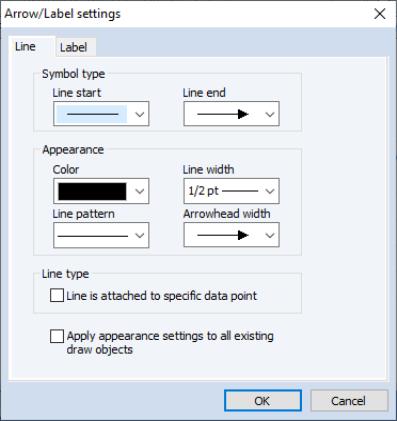 Arrow/Label settings
Line Label
Symbol type
Line start Line end
Appearance
Color Line width
1/2 pt
Line pattern Arrowhead width
Line type
Line is attached to specific data point
Apply appearance settings to all existing
draw objects
OK Cancel